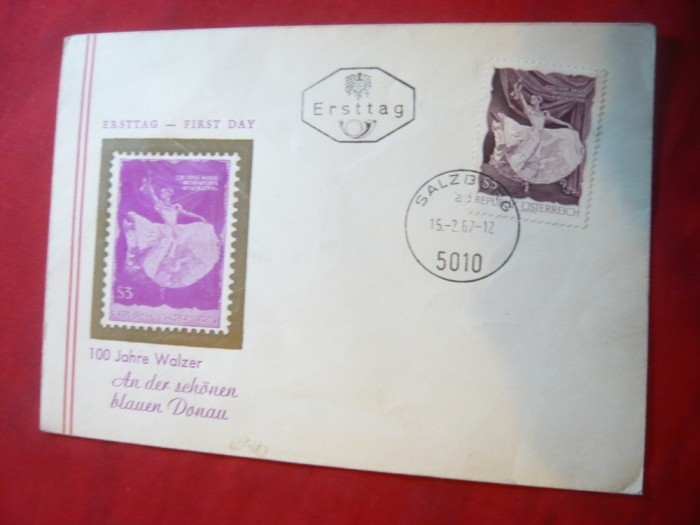 Ersttag
ERSTTAG — FIRST DAY
S3
REPUBLIK ÖSTERREICH
SALZBURG
15.-2.67-12
5010
S3
100 Jahre Walzer
An der schönen
blauen Donau